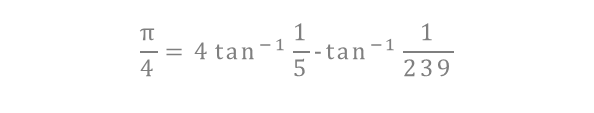 π/4 = 4 tan⁻¹ 1/5 - tan⁻¹ 1/239